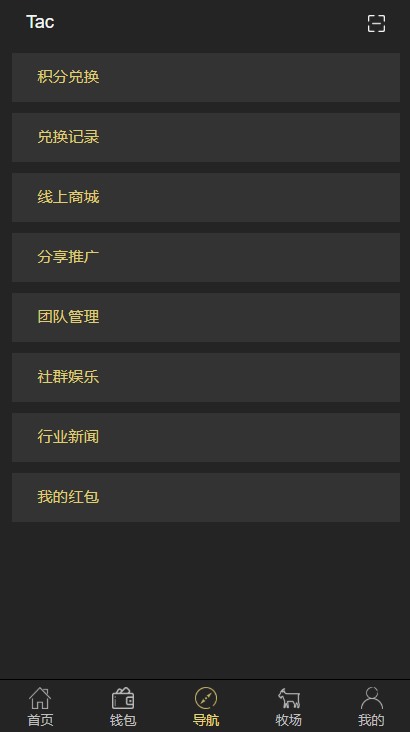 Tac
积分兑换
兑换记录
线上商城
分享推广
团队管理
社群娱乐
行业新闻
我的红包
首页
钱包
导航
牧场
我的